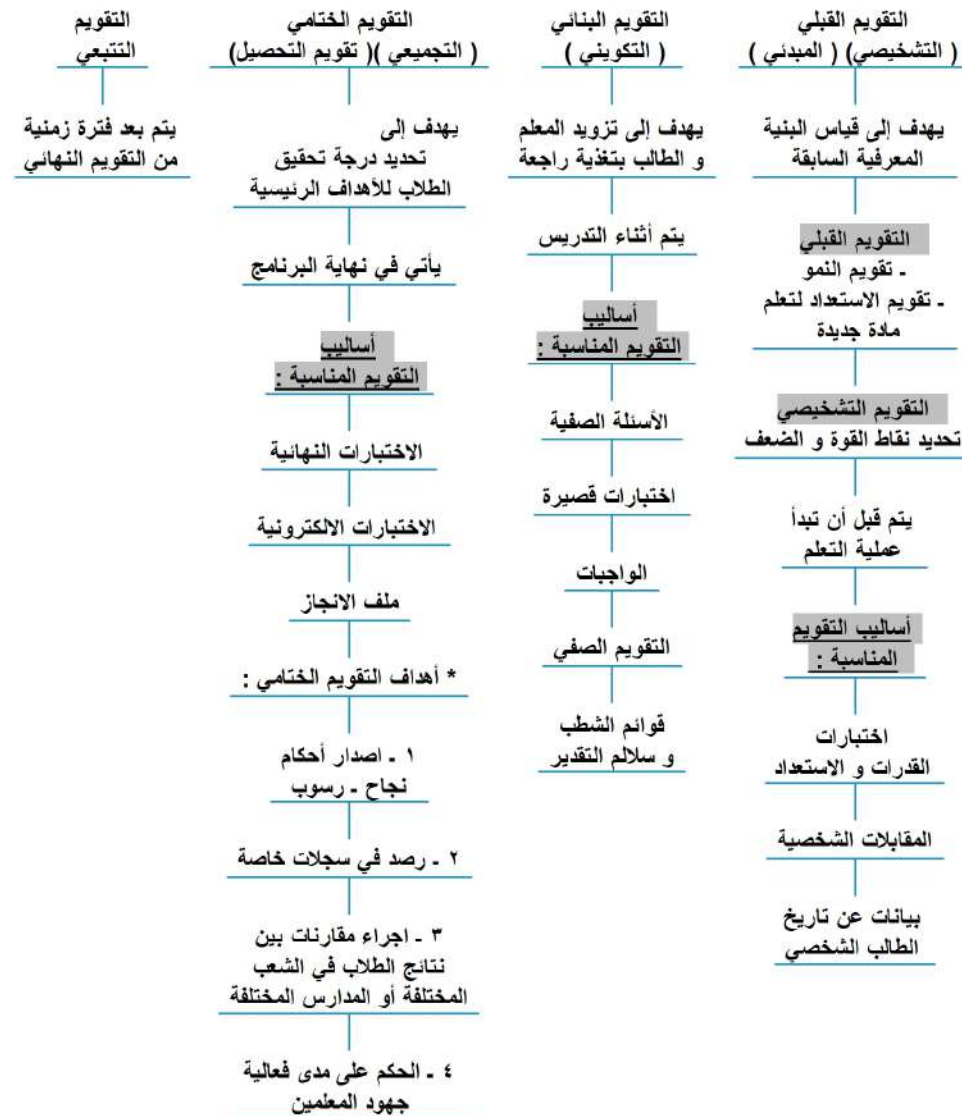 التقويم القبلي
( التشخيصي) ( المبدئي )
يهدف إلى قياس البنية
المعرفية السابقة
التقويم القبلي
ـ تقويم النمو
ـ تقويم الاستعداد لتعلم
مادة جديدة
التقويم التشخيصي
تحديد نقاط القوة و الضعف
يتم قبل أن تبدأ
عملية التعلم
أساليب التقويم
المناسبة :
اختبارات
القدرات و الاستعداد
المقابلات الشخصية
بيانات عن تاريخ
الطالب الشخصي
التقويم البنائي
( التكويني )
يهدف إلى تزويد المعلم
و الطالب بتغذية راجعة
يتم أثناء التدريس
أساليب
التقويم المناسبة :
الأسئلة الصفية
اختبارات قصيرة
الواجبات
التقويم الصفي
قوائم الشطب
و سلالم التقدير
التقويم الختامي
( التجميعي )( تقويم التحصيل)
يهدف إلى
تحديد درجة تحقيق
الطلاب للأهداف الرئيسية
يأتي في نهاية البرنامج
أساليب
التقويم المناسبة :
الاختبارات النهائية
الاختبارات الالكترونية
ملف الانجاز
* أهداف التقويم الختامي :
١ ـ اصدار أحكام
نجاح ـ رسوب
٢ ـ رصد في سجلات خاصة
٣ ـ اجراء مقارنات بين
نتائج الطلاب في الشعب
المختلفة أو المدارس المختلفة
٤ ـ الحكم على مدى فعالية
جهود المعلمين
التقويم
التتبعي
يتم بعد فترة زمنية
من التقويم النهائي